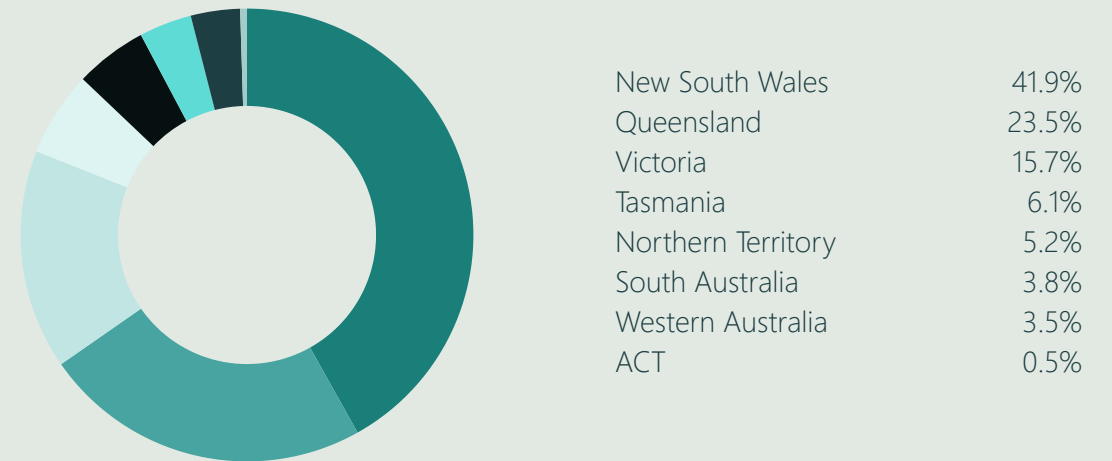 New South Wales 41.9%
Queensland 23.5%
Victoria 15.7%
Tasmania 6.1%
Northern Territory 5.2%
South Australia 3.8%
Western Australia 3.5%
ACT 0.5%